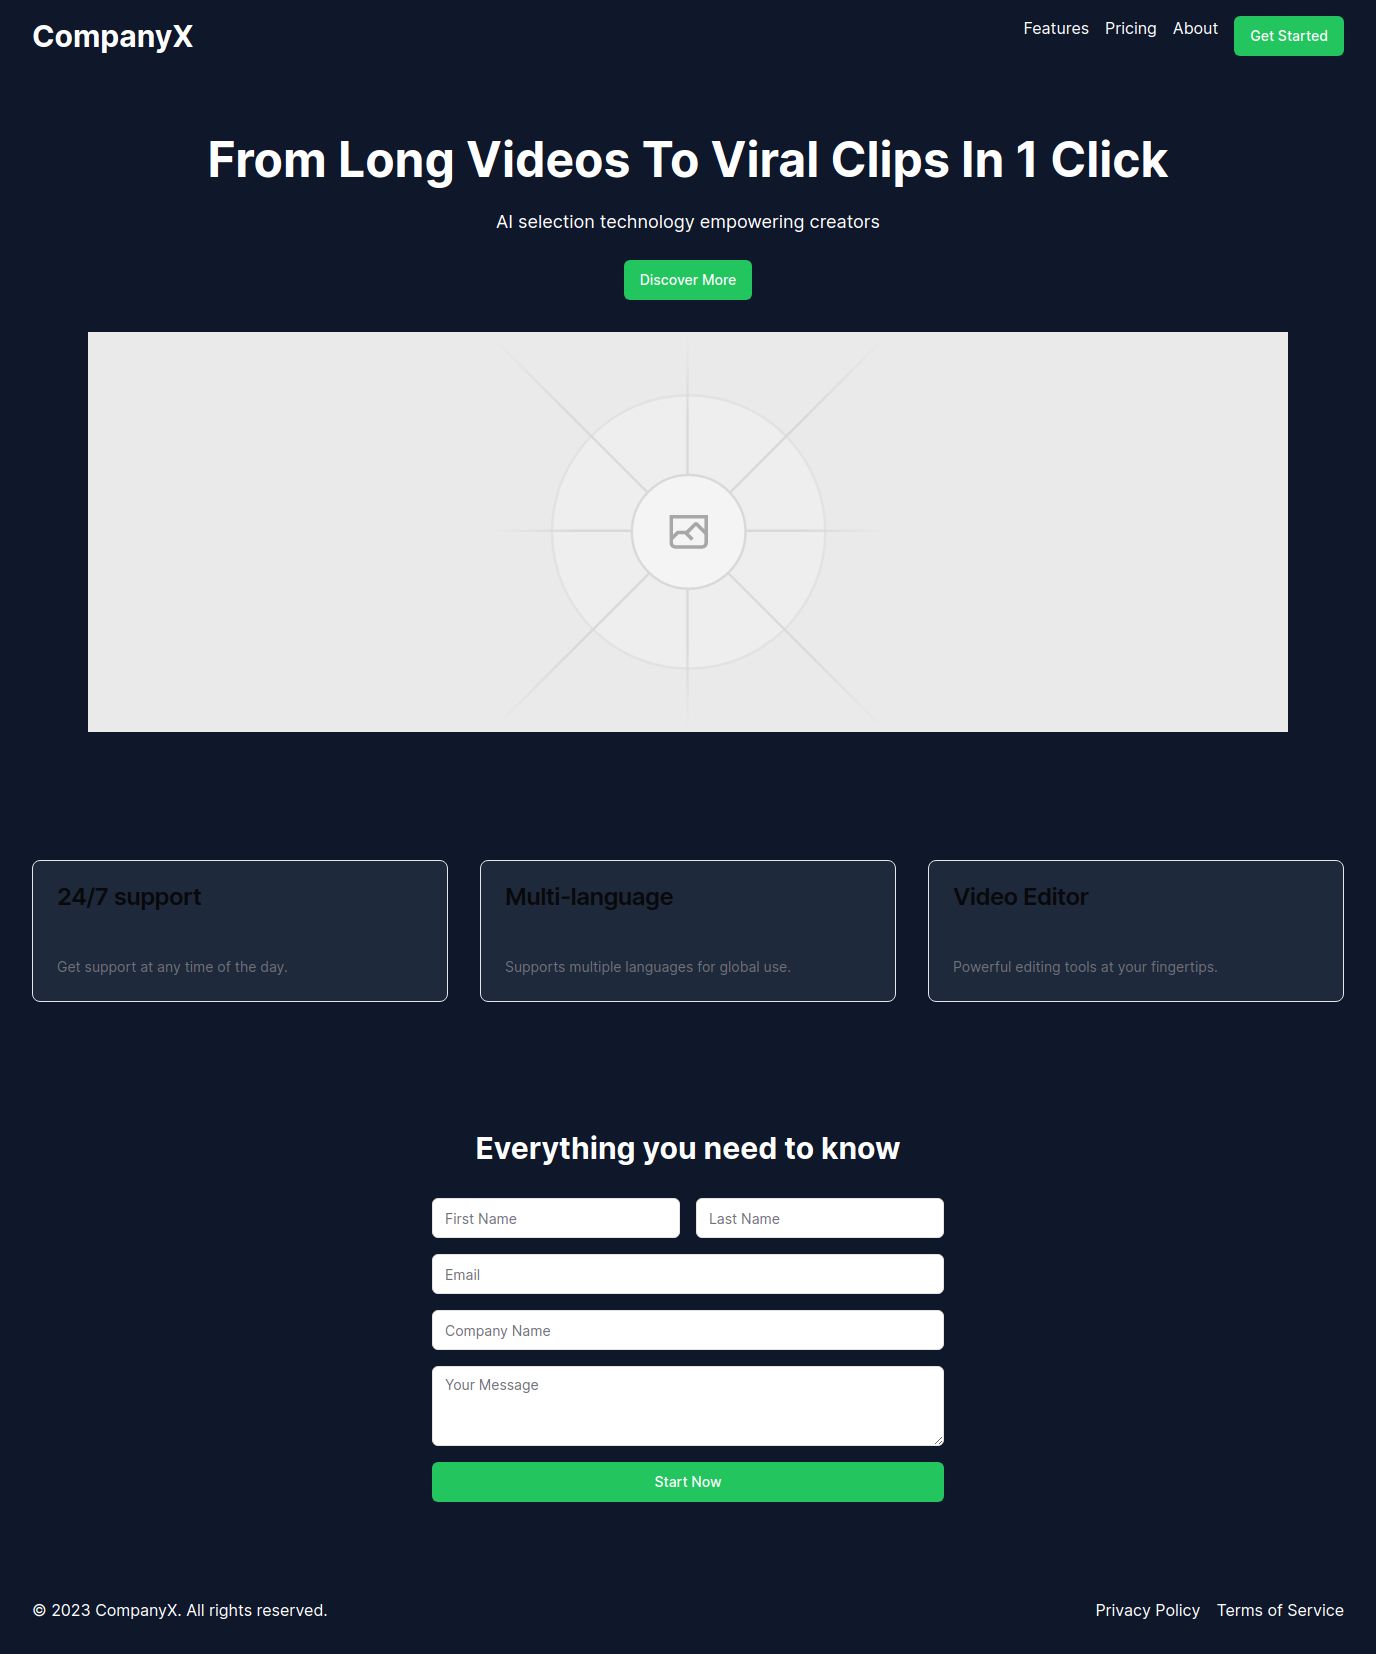 CompanyX
Features Pricing About Get Started
From Long Videos To Viral Clips In 1 Click
AI selection technology empowering creators
Discover More
24/7 support
Get support at any time of the day.
Multi-language
Supports multiple languages for global use.
Video Editor
Powerful editing tools at your fingertips.
Everything you need to know
First Name Last Name
Email
Company Name
Your Message
Start Now
© 2023 CompanyX. All rights reserved.
Privacy Policy Terms of Service